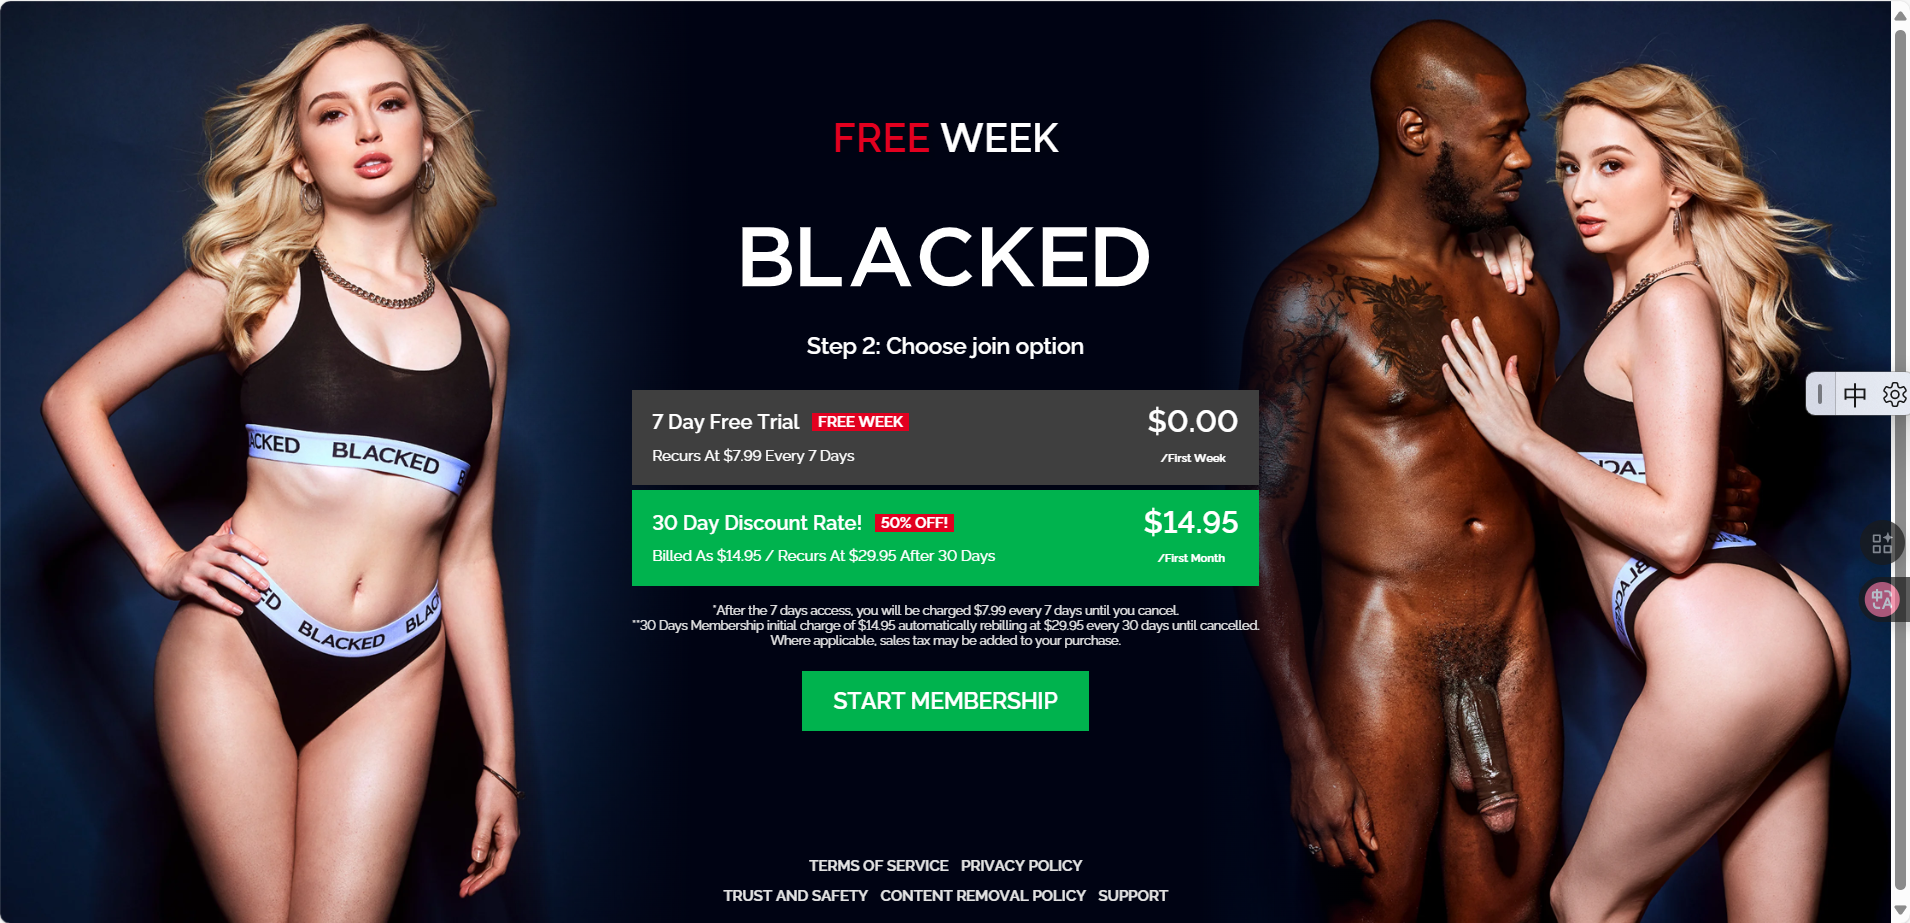 FREE WEEK
BLACKED
Step 2: Choose join option
7 Day Free Trial FREE WEEK $0.00
Recurs At $7.99 Every 7 Days /First Week
30 Day Discount Rate! 50% OFF! $14.95
Billed As $14.95 / Recurs At $29.95 After 30 Days /First Month
*After the 7 days access, you will be charged $7.99 every 7 days until you cancel.
**30 Days Membership initial charge of $14.95 automatically rebilling at $29.95 every 30 days until cancelled.
Where applicable, sales tax may be added to your purchase.
START MEMBERSHIP
TERMS OF SERVICE PRIVACY POLICY
TRUST AND SAFETY CONTENT REMOVAL POLICY SUPPORT
BLACKED BLACKED
BLACKED BLAC
中
中A